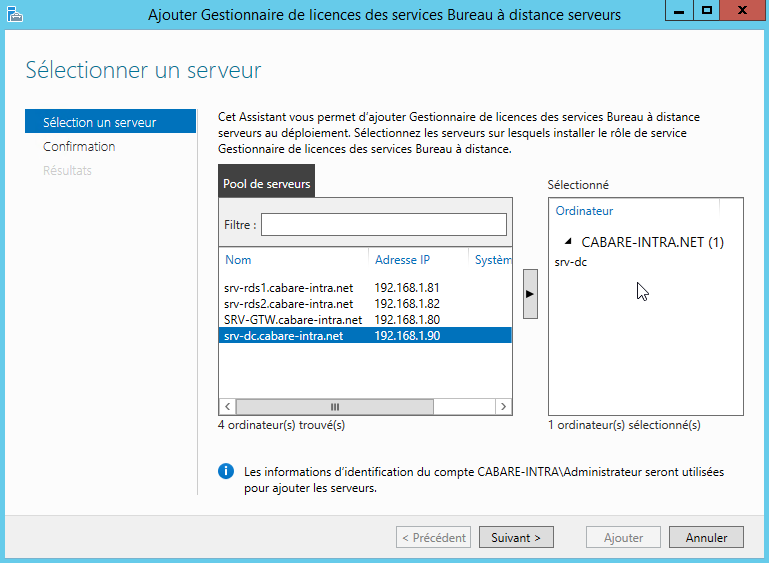 Ajouter Gestionnaire de licences des services Bureau à distance serveurs
Sélectionner un serveur
Sélection un serveur
Confirmation
Résultats
Cet Assistant vous permet d'ajouter Gestionnaire de licences des services Bureau à distance
serveurs au déploiement. Sélectionnez les serveurs sur lesquels installer le rôle de service
Gestionnaire de licences des services Bureau à distance.
Pool de serveurs
Filtre :
Nom Adresse IP Systèm
srv-rds1.cabare-intra.net 192.168.1.81
srv-rds2.cabare-intra.net 192.168.1.82
SRV-GTW.cabare-intra.net 192.168.1.80
srv-dc.cabare-intra.net 192.168.1.90
4 ordinateur(s) trouvé(s)
Sélectionné
Ordinateur
CABARE-INTRA.NET (1)
srv-dc
1 ordinateur(s) sélectionné(s)
Les informations d'identification du compte CABARE-INTRA\Administrateur seront utilisées
pour ajouter les serveurs.
< Précédent Suivant > Ajouter Annuler